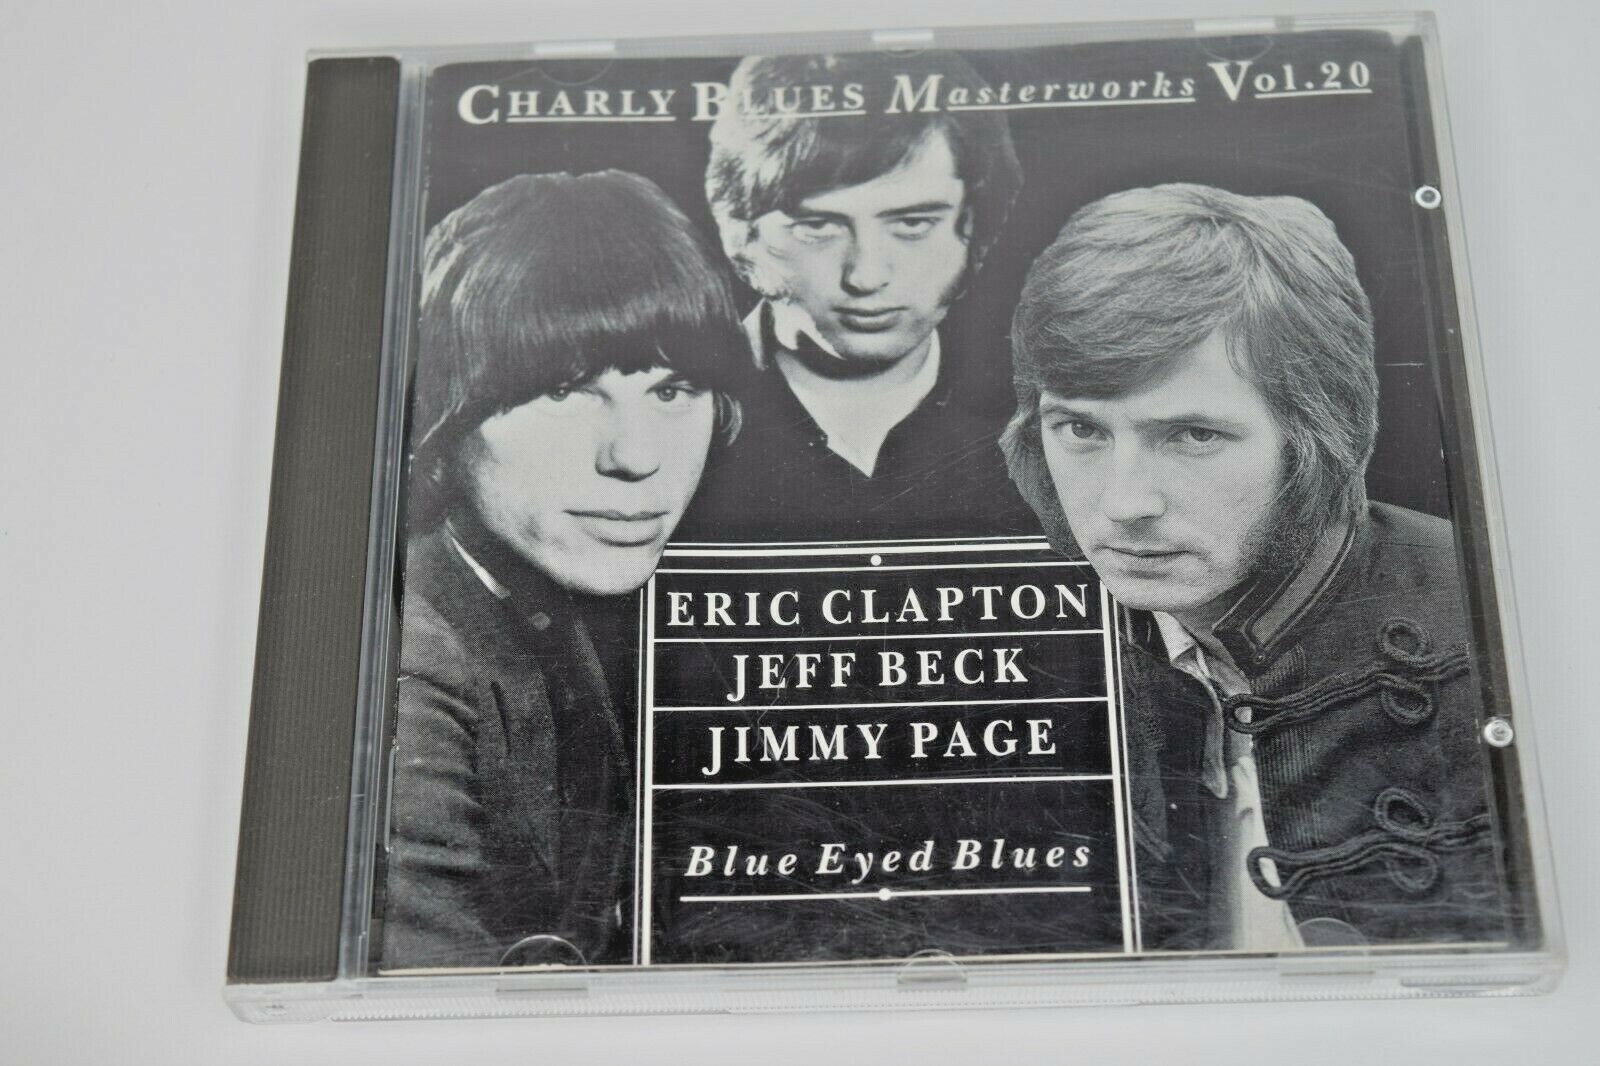 CHARLY BLUES Masterworks Vol.20
ERIC CLAPTON
JEFF BECK
JIMMY PAGE
Blue Eyed Blues